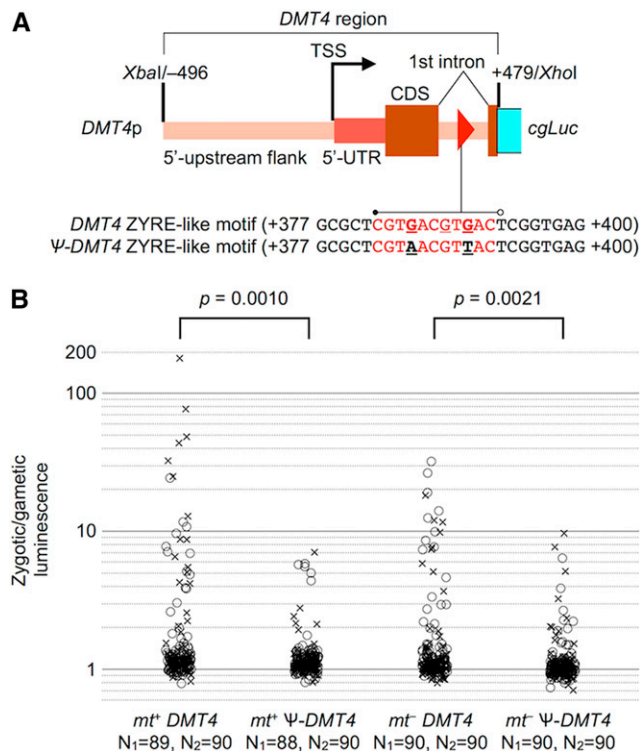 A
DMT4 region
XbaI/–496
TSS
1st intron
+479/XhoI
CDS
DMT4p
cgLuc
5'-upstream flank
5'-UTR
DMT4 ZYRE-like motif (+377 GCGCTCGTGACGTGACTCGGTGAG +400)
Ψ-DMT4 ZYRE-like motif (+377 GCGCTCGTAACGTTACTCGGTGAG +400)
B
p = 0.0010
p = 0.0021
200
100
10
1
Zygotic/gametic
luminescence
mt+ DMT4
N1=89, N2=90
mt+ Ψ-DMT4
N1=88, N2=90
mt– DMT4
N1=90, N2=90
mt– Ψ-DMT4
N1=90, N2=90